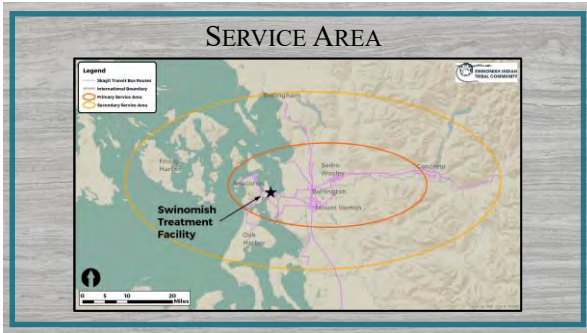 SERVICE AREA
Legend
Skagit Transit Bus Routes
International Boundary
Primary Service Area
Secondary Service Area
SWINOMISH INDIAN
TRIBAL COMMUNITY
Bellingham
Friday
Harbor
Sedro
Woolley
Concrete
Anacortes
Burlington
Mount Vernon
Swinomish
Treatment
Facility
Oak
Harbor
0 5 10 20
Miles